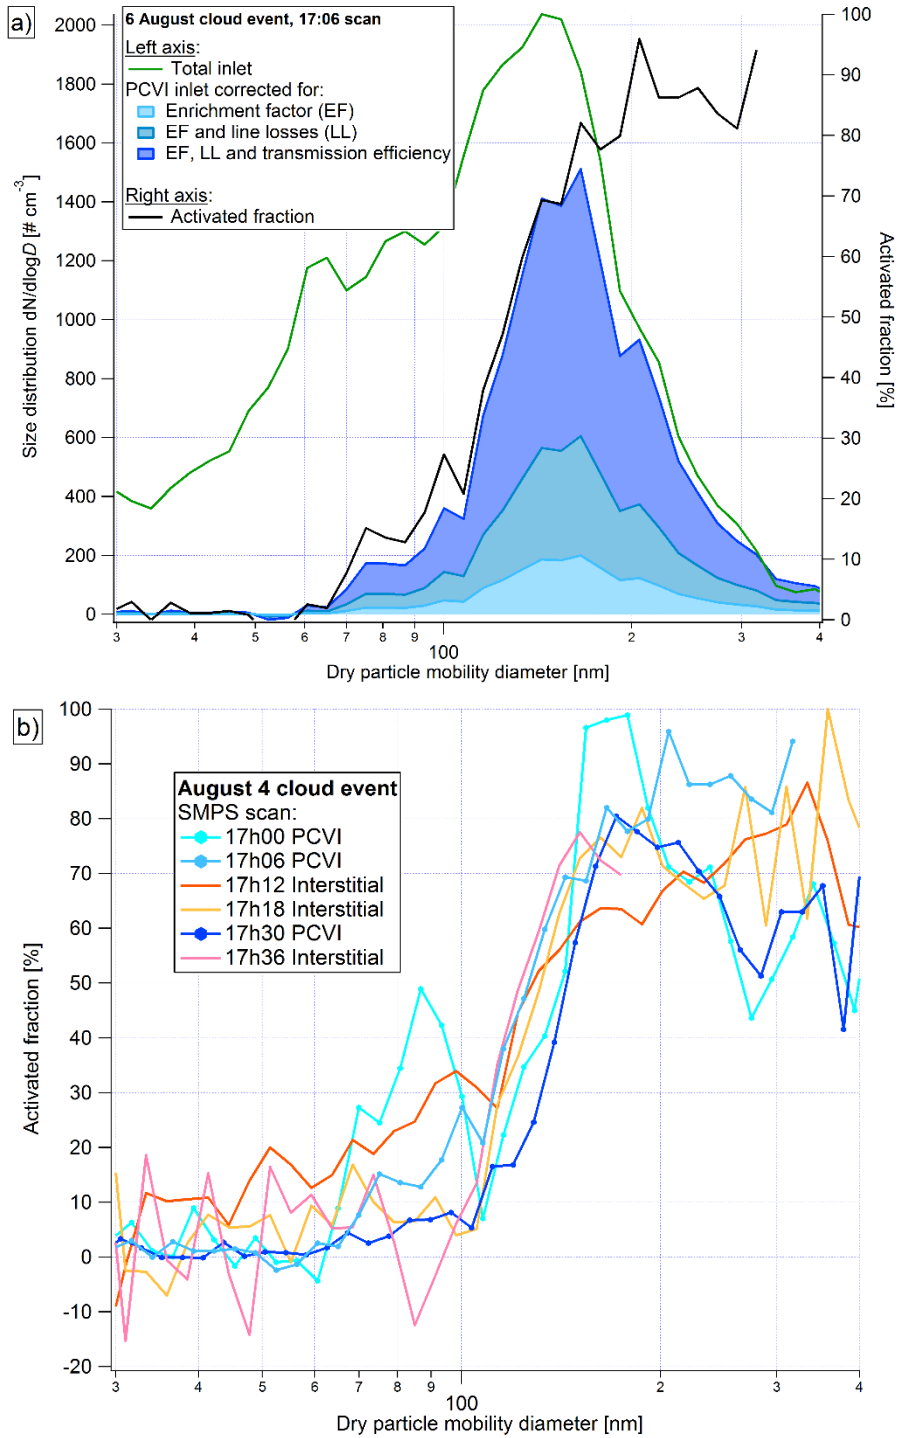 a)
6 August cloud event, 17:06 scan
Left axis:
Total inlet
PCVI inlet corrected for:
Enrichment factor (EF)
EF and line losses (LL)
EF, LL and transmission efficiency
Right axis:
Activated fraction
Size distribution dN/dlogD [# cm-3]
2000
1800
1600
1400
1200
1000
800
600
400
200
0
100
90
80
70
60
50
40
30
20
10
0
Activated fraction [%]
3 4 5 6 7 8 9 100 2 3 4
Dry particle mobility diameter [nm]
b)
August 4 cloud event
SMPS scan:
17h00 PCVI
17h06 PCVI
17h12 Interstitial
17h18 Interstitial
17h30 PCVI
17h36 Interstitial
Activated fraction [%]
100
90
80
70
60
50
40
30
20
10
0
-10
-20
3 4 5 6 7 8 9 100 2 3 4
Dry particle mobility diameter [nm]